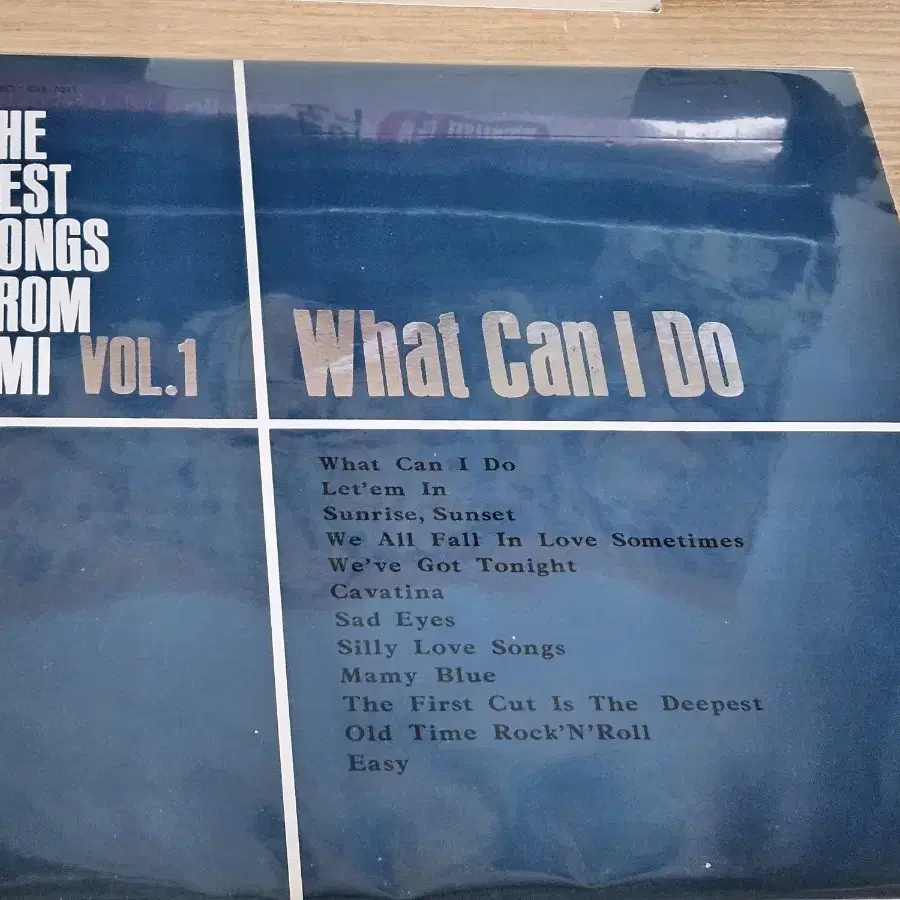 HE
EST
ONGS
ROM
MI VOL.1
What Can I Do
What Can I Do
Let'em In
Sunrise, Sunset
We All Fall In Love Sometimes
We've Got Tonight
Cavatina
Sad Eyes
Silly Love Songs
Mamy Blue
The First Cut Is The Deepest
Old Time Rock'N'Roll
Easy